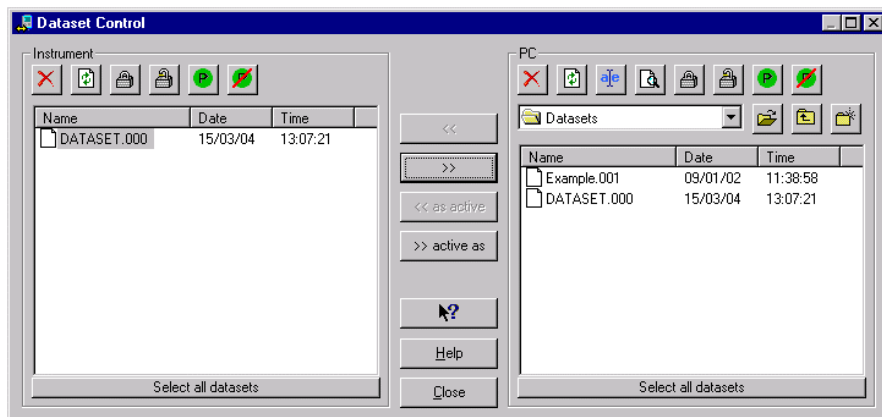 Dataset Control
Instrument
P P
Name Date Time
DATASET.000 15/03/04 13:07:21
Select all datasets
<<
>>
<< as active
>> active as
?
Help
Close
PC
a|e P P
Datasets
Name Date Time
Example.001 09/01/02 11:38:58
DATASET.000 15/03/04 13:07:21
Select all datasets